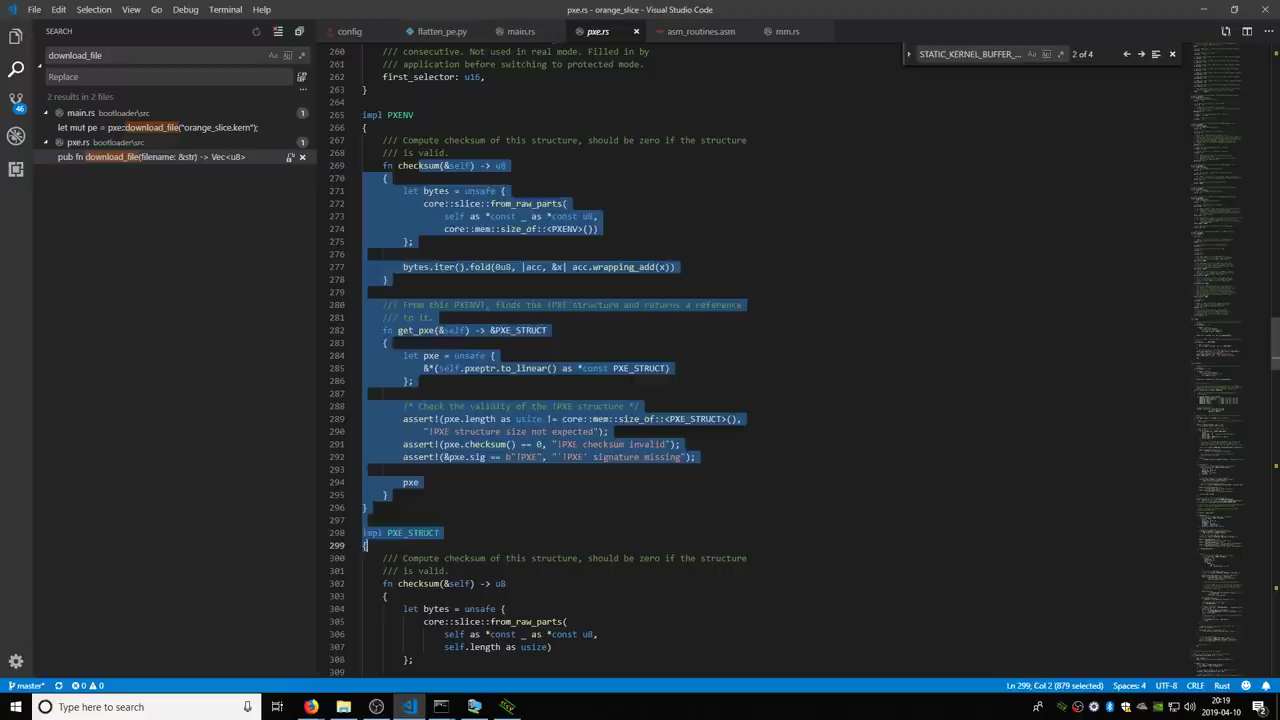 File Edit Selection View Go Debug Terminal Help
pxe.rs - orange_slice - Visual Studio Code
SEARCH
download_file
Replace
2 results in 2 files
main.rs bootloader\src 1
let mut pe = pxe::download_file("orange_slice.kern");
pxe.rs bootloader\src 1
pub fn download_file(filename: &str) -> Vec<u8>
config
flatten_pe.py
main.rs
pxe.rs
asm_routines.asm
mm.rs
STATIC_KERNEL_BUFFER_...
2 of 4
260 /// consecutive. Not used in real mode. Filled in by
261 /// application before switching to protected mode.
262 first_selector: u16,
263 }
264
265 impl PXENV
266 {
267 /// Compute checksum of this structure, should be zero if the structure
268 /// is valid.
269 fn checksum(&self) -> u8
270 {
271 let bytes = unsafe {
272 core::slice::from_raw_parts(
273 self as *const _ as *const u8,
274 core::mem::size_of::<PXENV>())
275 };
276
277 bytes.iter().fold(0u8, |acc, &x| acc.wrapping_add(x))
278 }
279
280 /// From this PXENV, finds the !PXE structure and returns a reference
281 /// to it.
282 fn get_pxe(&self) -> &PXE_STRUCT
283 {
284 let pxe = unsafe {
285 &*(self.pxeptr.to_linear() as *const PXE_STRUCT)
286 };
287
288 /* Check the validity of the !PXE structure */
289 assert!(pxe.length as usize != core::mem::size_of::<PXE_STRUCT>(),
290 "!PXE structure size not expected");
291 assert!(pxe.checksum() == 0, "!PXE checksum invalid");
292 assert!(&pxe.sig == b"!PXE", "'!PXE' signature missing");
293
294 pxe
295 }
296 }
297
298 impl PXE_STRUCT
299 {
300 /// Compute checksum of this structure, should be zero if the structure
301 /// is valid.
302 fn checksum(&self) -> u8
303 {
304 let bytes = unsafe {
305 core::slice::from_raw_parts(
306 self as *const _ as *const u8,
307 self.length as usize)
308 };
309
46
master*
0 0
Ln 299, Col 2 (879 selected) Spaces: 4 UTF-8 CRLF Rust
Type here to search
20:19
2019-04-10